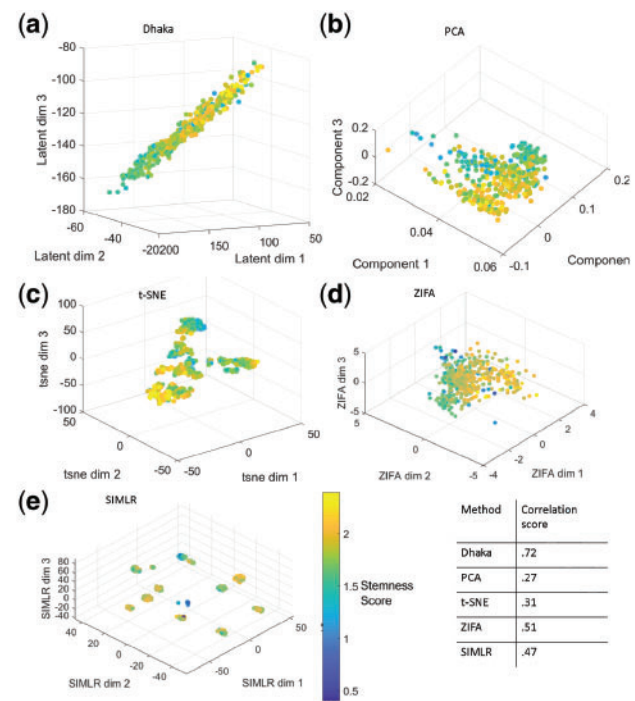 (a)
Dhaka
-80
-100
-120
-140
-160
-180
Latent dim 3
-60
-40
-20
Latent dim 2
200
150
100
50
Latent dim 1
(b)
PCA
0.2
0
-0.2
Component 3
0.02
0.04
0.06
Component 1
0.2
0.1
0
-0.1
Componen
(c)
t-SNE
100
50
0
-50
-100
tsne dim 3
50
0
-50
tsne dim 2
-50
0
50
tsne dim 1
(d)
ZIFA
5
0
-5
ZIFA dim 3
5
0
-5
ZIFA dim 2
-4
-2
0
2
4
ZIFA dim 1
(e)
SIMLR
80
60
40
20
0
-20
-40
SIMLR dim 3
40
20
0
-20
-40
SIMLR dim 2
-50
0
50
SIMLR dim 1
2
1.5
1
0.5
Stemness
Score
Method Correlation
score
Dhaka .72
PCA .27
t-SNE .31
ZIFA .51
SIMLR .47